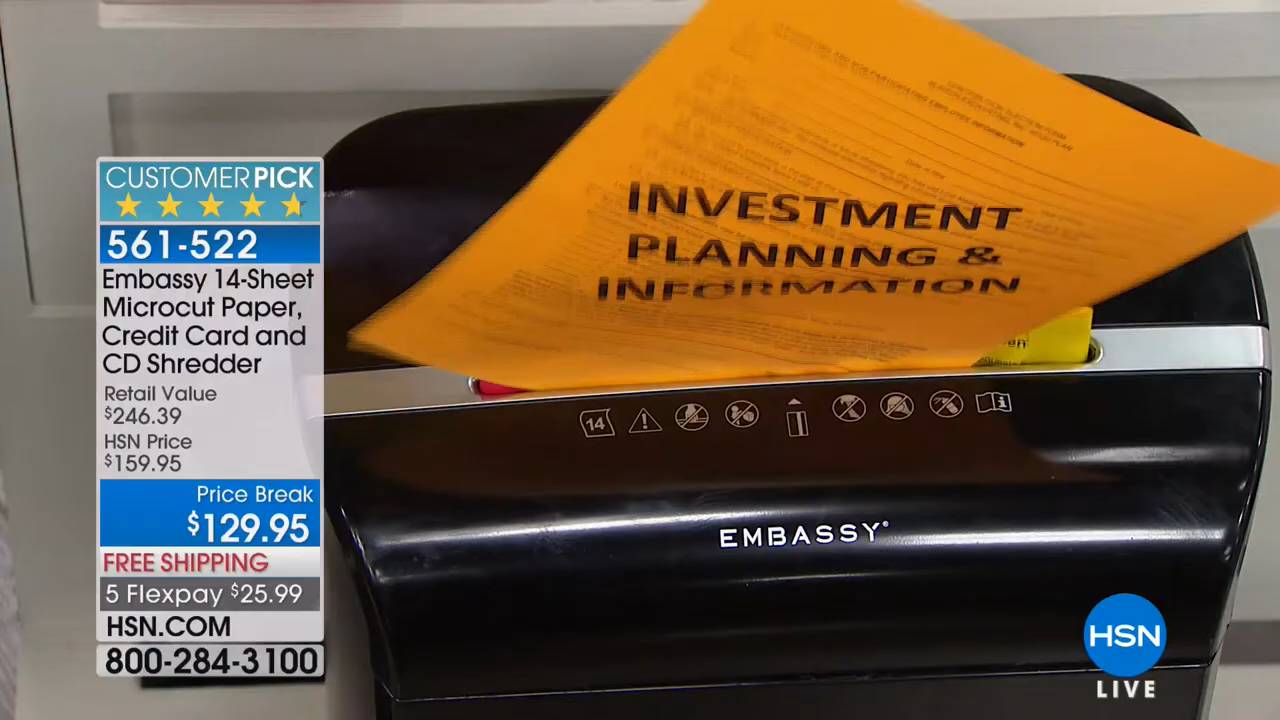 CUSTOMER PICK
561-522
Embassy 14-Sheet
Microcut Paper,
Credit Card and
CD Shredder
Retail Value
$246.39
HSN Price
$159.95
Price Break
$129.95
FREE SHIPPING
5 Flexpay $25.99
HSN.COM
800-284-3100
INVESTMENT
PLANNING &
INFORMATION
14
EMBASSY
HSN
LIVE